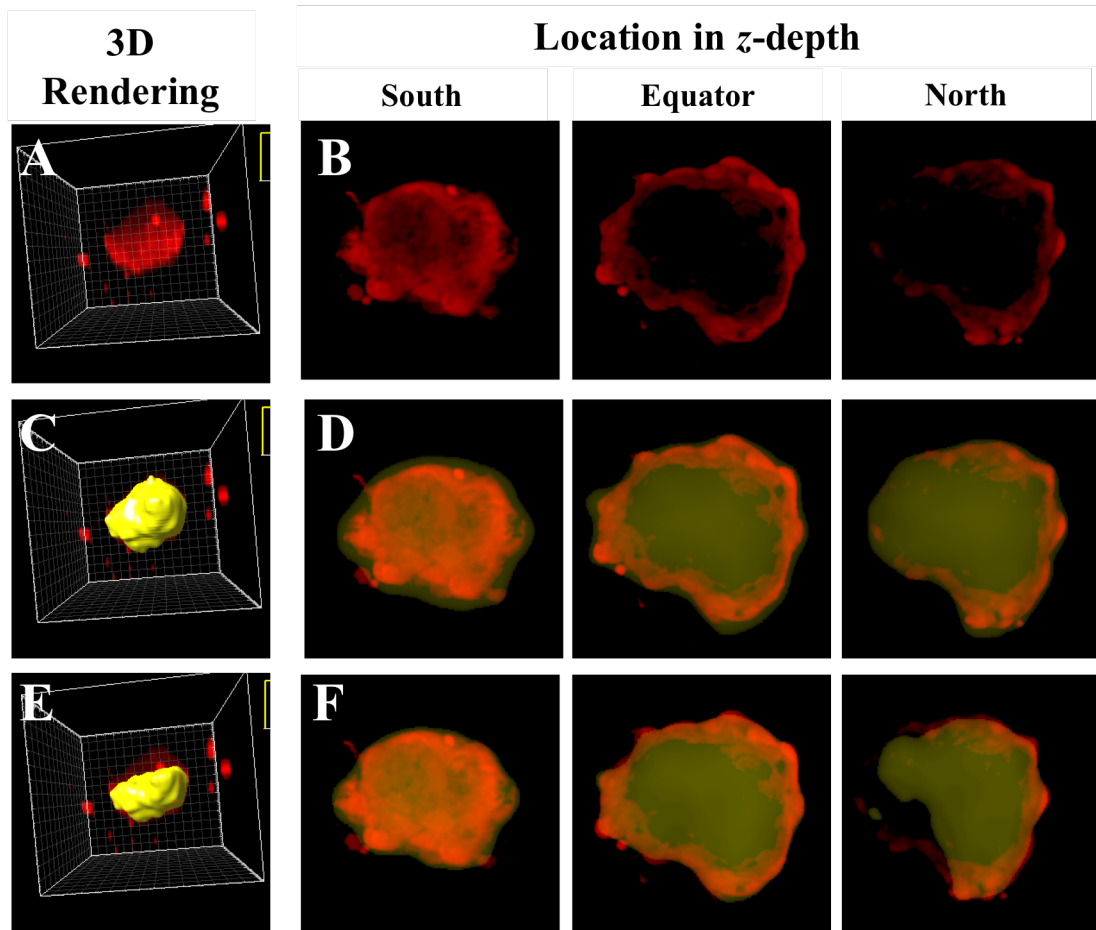 3D
Rendering
Location in z-depth
South
Equator
North
A
B
C
D
E
F